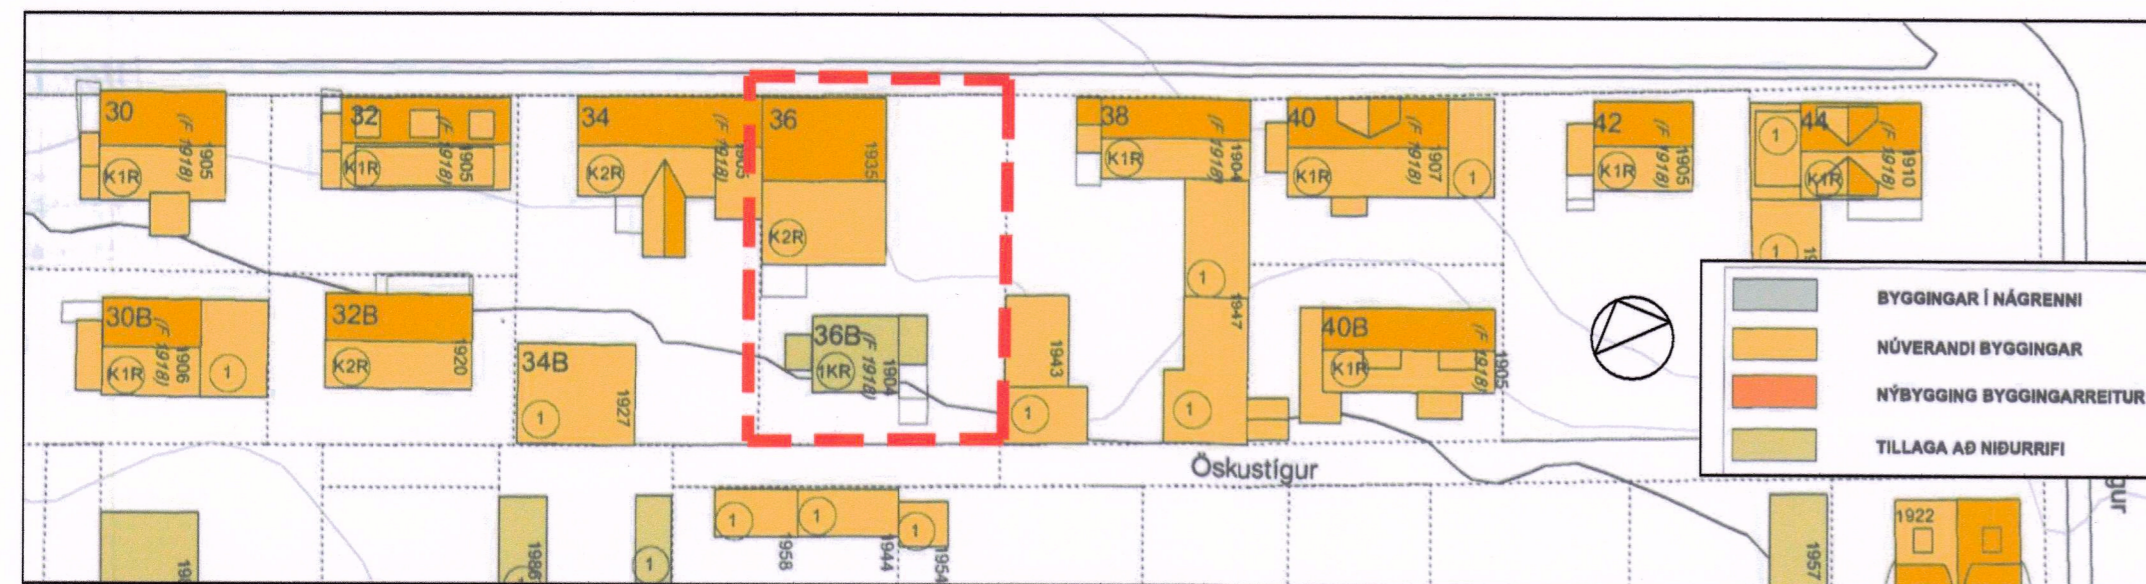 30
(F 1918)
1905
K1R
32
(F 1918)
1905
K1R
34
(F 1918)
K2R
36
1935
K2R
38
(F 1918)
1904
K1R
1
1947
1
40
(F 1918)
1907
K1R
1
42
(F 1918)
1905
K1R
1
44
(F 1918)
1910
K1R
1
30B
(F 1918)
1906
K1R
1
32B
1920
K2R
34B
1927
1
36B
(F 1918)
1904
1KR
1943
1
40B
(F 1918)
1905
K1R
BYGGINGAR Í NÁGRENNI
NÚVERANDI BYGGINGAR
NÝBYGGING BYGGINGARREITUR
TILLAGA AÐ NIÐURRIFI
Öskustígur
1986
1
1
1958
1
1944
1
1954
1957
1922